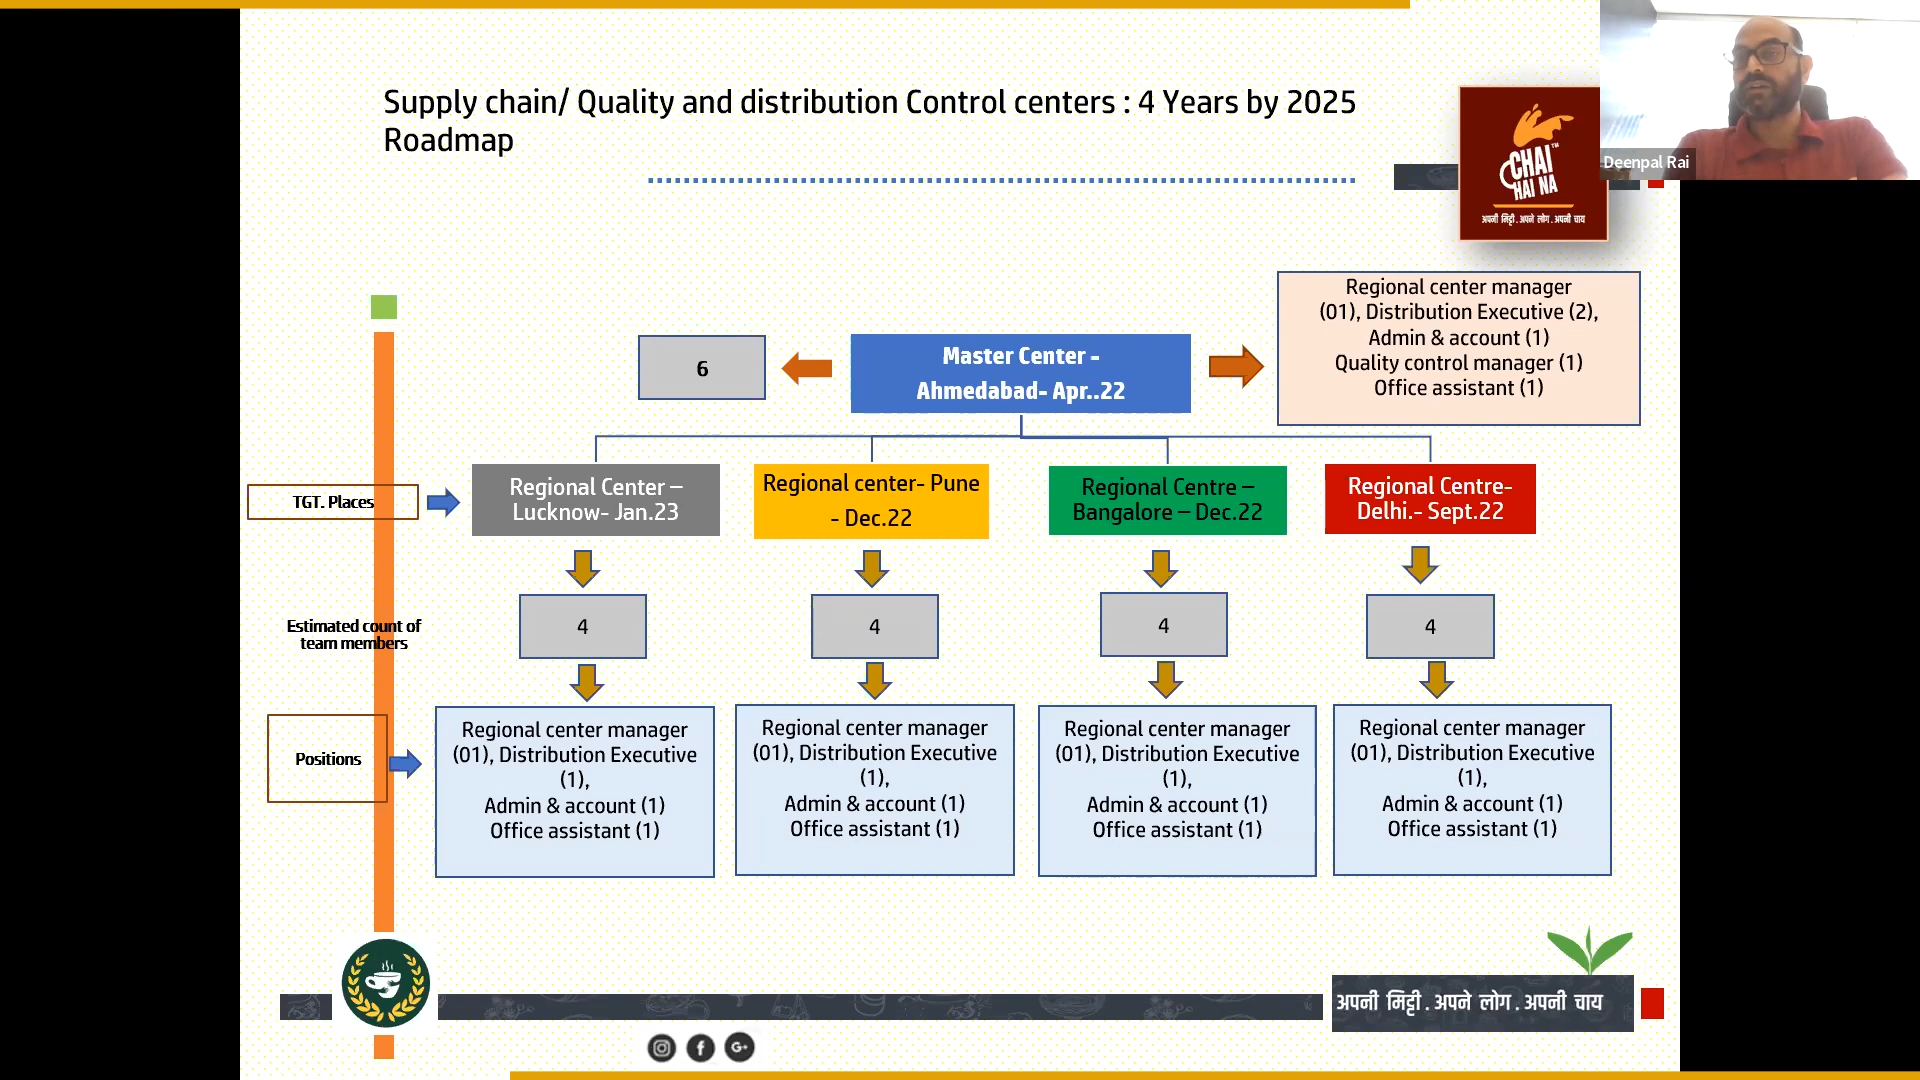 Supply chain/ Quality and distribution Control centers : 4 Years by 2025
Roadmap
Deenpal Rai
CHAI™
HAI NA
अपनी मिट्टी . अपने लोग . अपनी चाय
Regional center manager
(01), Distribution Executive (2),
Admin & account (1)
Quality control manager (1)
Office assistant (1)
6
Master Center -
Ahmedabad- Apr..22
TGT. Places
Regional Center –
Lucknow- Jan.23
Regional center- Pune
- Dec.22
Regional Centre –
Bangalore – Dec.22
Regional Centre-
Delhi.- Sept.22
Estimated count of
team members
4
4
4
4
Positions
Regional center manager
(01), Distribution Executive
(1),
Admin & account (1)
Office assistant (1)
Regional center manager
(01), Distribution Executive
(1),
Admin & account (1)
Office assistant (1)
Regional center manager
(01), Distribution Executive
(1),
Admin & account (1)
Office assistant (1)
Regional center manager
(01), Distribution Executive
(1),
Admin & account (1)
Office assistant (1)
अपनी मिट्टी . अपने लोग . अपनी चाय
f
G+